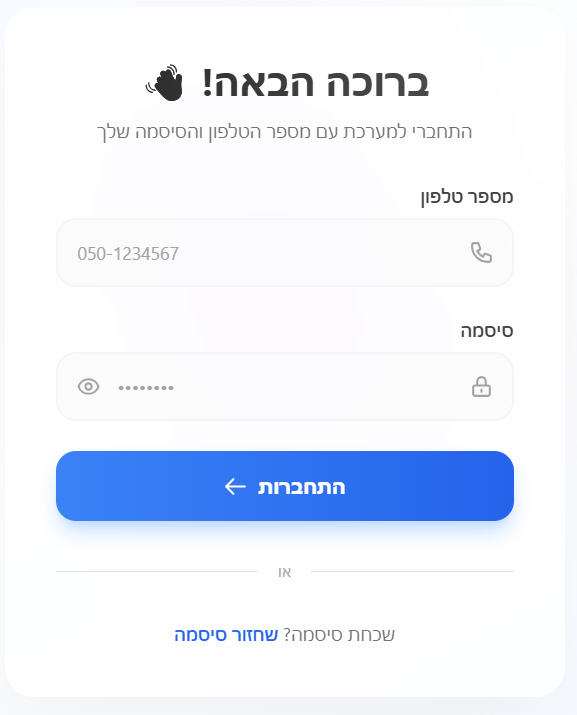 ברוכה הבאה! 👋
התחברי למערכת עם מספר הטלפון והסיסמה שלך
מספר טלפון
050-1234567
סיסמה
••••••••
התחברות ←
או
שכחת סיסמה? שחזור סיסמה